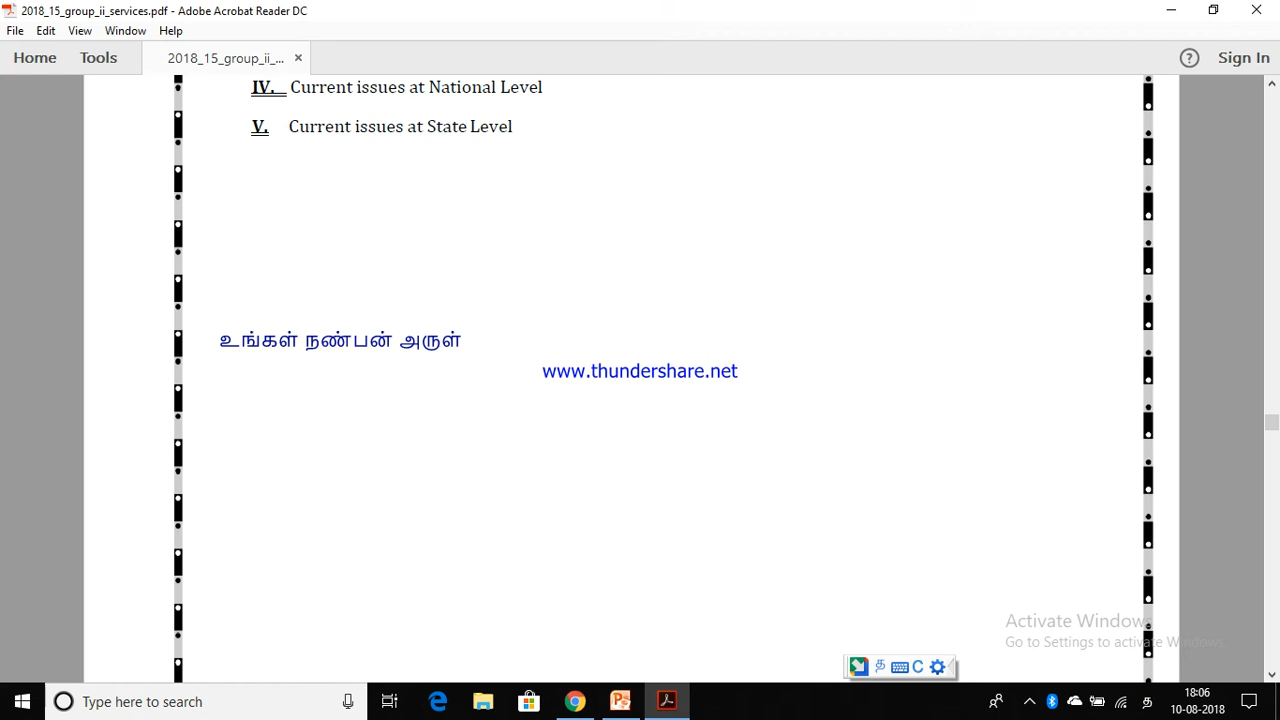 2018_15_group_ii_services.pdf - Adobe Acrobat Reader DC
File Edit View Window Help
Home Tools 2018_15_group_ii_... × ? Sign In
IV. Current issues at National Level
V. Current issues at State Level
உங்கள் நண்பன் அருள்
www.thundershare.net
Activate Windows
Go to Settings to activate Windows.
த C
Type here to search
த 18:06
10-08-2018